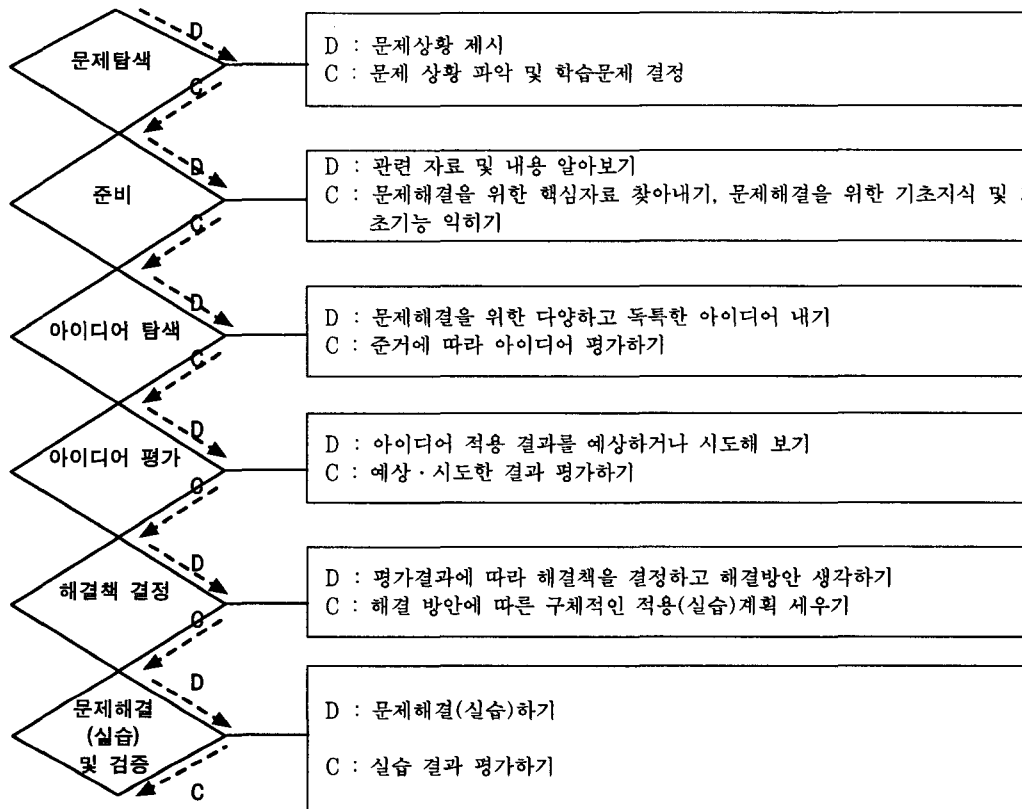 D
문제탐색
C
D : 문제상황 제시
C : 문제 상황 파악 및 학습문제 결정
D
준비
C
D : 관련 자료 및 내용 알아보기
C : 문제해결을 위한 핵심자료 찾아내기, 문제해결을 위한 기초지식 및
초기능 익히기
D
아이디어 탐색
C
D : 문제해결을 위한 다양하고 독특한 아이디어 내기
C : 준거에 따라 아이디어 평가하기
D
아이디어 평가
C
D : 아이디어 적용 결과를 예상하거나 시도해 보기
C : 예상·시도한 결과 평가하기
D
해결책 결정
C
D : 평가결과에 따라 해결책을 결정하고 해결방안 생각하기
C : 해결 방안에 따른 구체적인 적용(실습)계획 세우기
D
문제해결
(실습)
및 검증
C
D : 문제해결(실습)하기
C : 실습 결과 평가하기